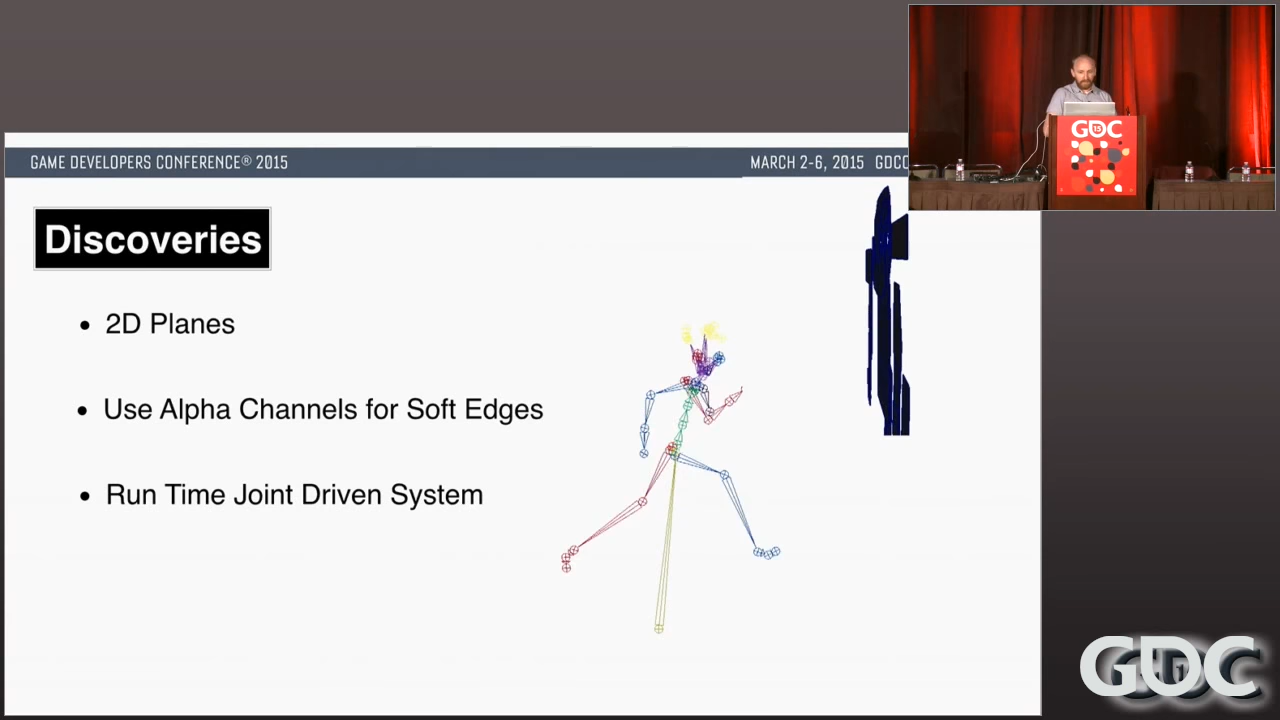 GAME DEVELOPERS CONFERENCE® 2015
MARCH 2-6, 2015 GDCO
GDC
15
Discoveries
• 2D Planes
• Use Alpha Channels for Soft Edges
• Run Time Joint Driven System
GDC